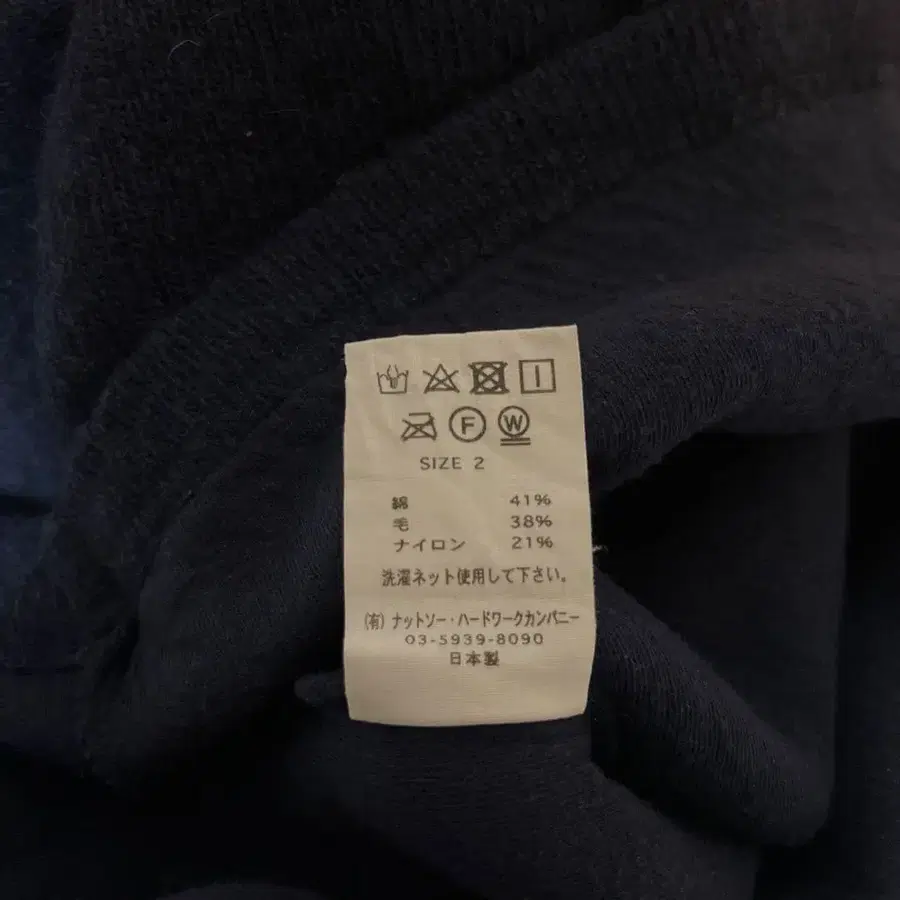 F W
SIZE 2
綿 41%
毛 38%
ナイロン 21%
洗濯ネット使用して下さい。
(有) ナットソー・ハードワークカンパニー
03-5939-8090
日本製